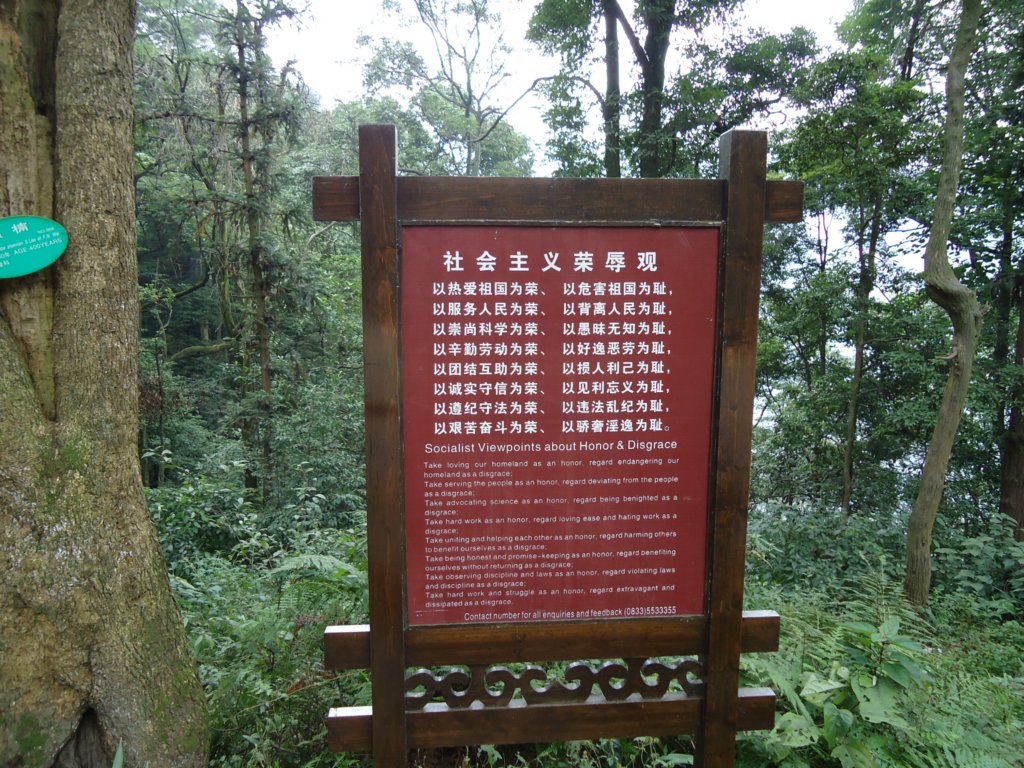 楠
AGE 400YEARS
社会主义荣辱观
以热爱祖国为荣、 以危害祖国为耻,
以服务人民为荣、 以背离人民为耻,
以崇尚科学为荣、 以愚昧无知为耻,
以辛勤劳动为荣、 以好逸恶劳为耻,
以团结互助为荣、 以损人利己为耻,
以诚实守信为荣、 以见利忘义为耻,
以遵纪守法为荣、 以违法乱纪为耻,
以艰苦奋斗为荣、 以骄奢淫逸为耻。
Socialist Viewpoints about Honor & Disgrace
Take loving our homeland as an honor, regard endangering our
homeland as a disgrace;
Take serving the people as an honor, regard deviating from the people
as a disgrace;
Take advocating science as an honor, regard being benighted as a
disgrace;
Take hard work as an honor, regard loving ease and hating work as a
disgrace;
Take uniting and helping each other as an honor, regard harming others
to benefit ourselves as a disgrace;
Take being honest and promise-keeping as an honor, regard benefiting
ourselves without returning as a disgrace;
Take observing discipline and laws as an honor, regard violating laws
and discipline as a disgrace;
Take hard work and struggle as an honor, regard extravagant and
dissipated as a disgrace.
Contact number for all enquiries and feedback (0833)5533355